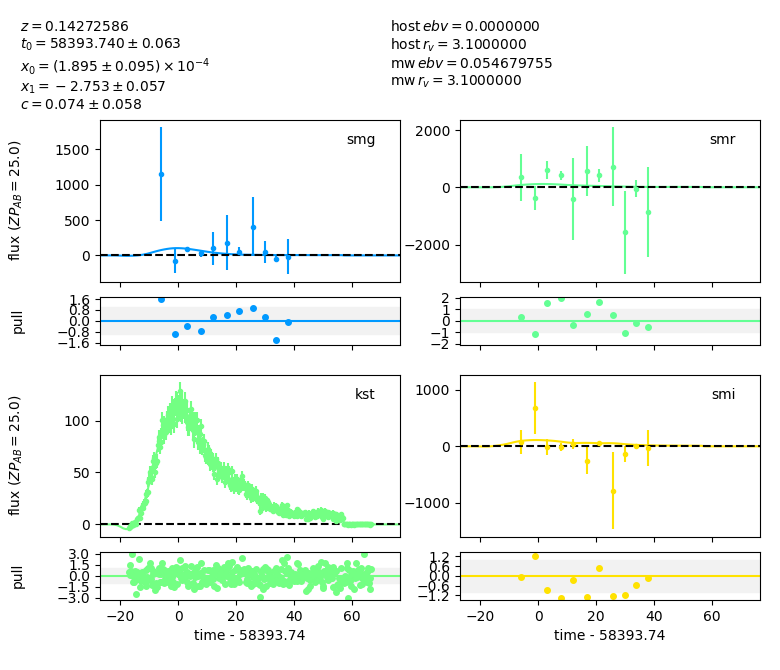 z = 0.14272586
t₀ = 58393.740 ± 0.063
x₀ = (1.895 ± 0.095) × 10⁻⁴
x₁ = −2.753 ± 0.057
c = 0.074 ± 0.058
host ebv = 0.0000000
host r_v = 3.1000000
mw ebv = 0.054679755
mw r_v = 3.1000000
flux (ZP_AB = 25.0)
1500
1000
500
0
smg
2000
0
−2000
smr
pull
1.6
0.8
0.0
−0.8
−1.6
2
1
0
−1
−2
flux (ZP_AB = 25.0)
100
50
0
kst
1000
0
−1000
smi
pull
3.0
1.5
0.0
−1.5
−3.0
1.2
0.6
0.0
−0.6
−1.2
−20 0 20 40 60
−20 0 20 40 60
time - 58393.74
time - 58393.74